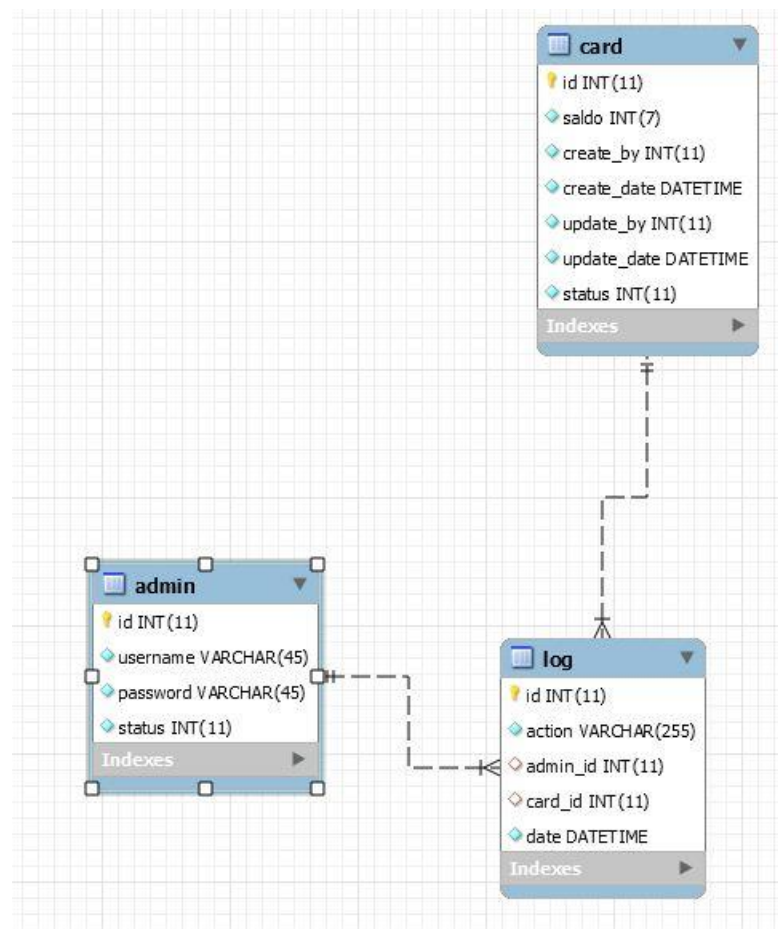 card
id INT(11)
saldo INT(7)
create_by INT(11)
create_date DATETIME
update_by INT(11)
update_date DATETIME
status INT(11)
Indexes
admin
id INT(11)
username VARCHAR(45)
password VARCHAR(45)
status INT(11)
Indexes
log
id INT(11)
action VARCHAR(255)
admin_id INT(11)
card_id INT(11)
date DATETIME
Indexes